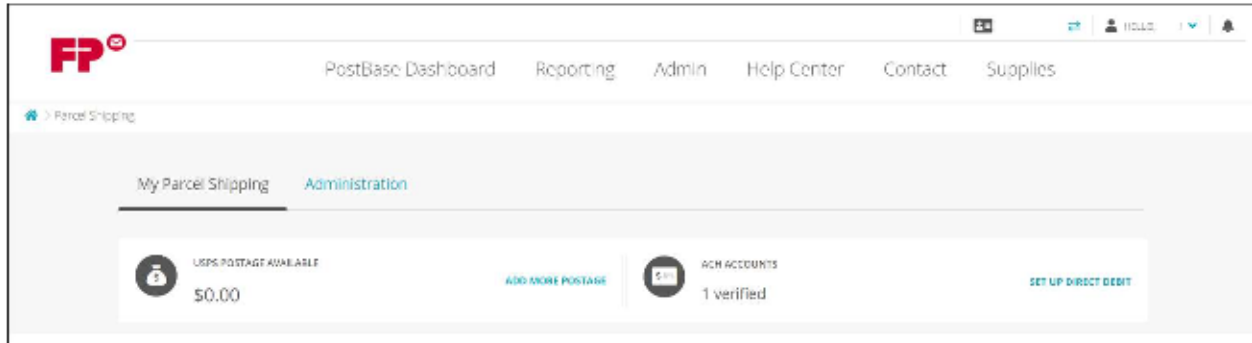 HELLO,
FP
PostBase Dashboard Reporting Admin Help Center Contact Supplies
> Parcel Shipping
My Parcel Shipping Administration
USPS POSTAGE AVAILABLE
$0.00
ADD MORE POSTAGE
ACH ACCOUNTS
1 verified
SET UP DIRECT DEBIT